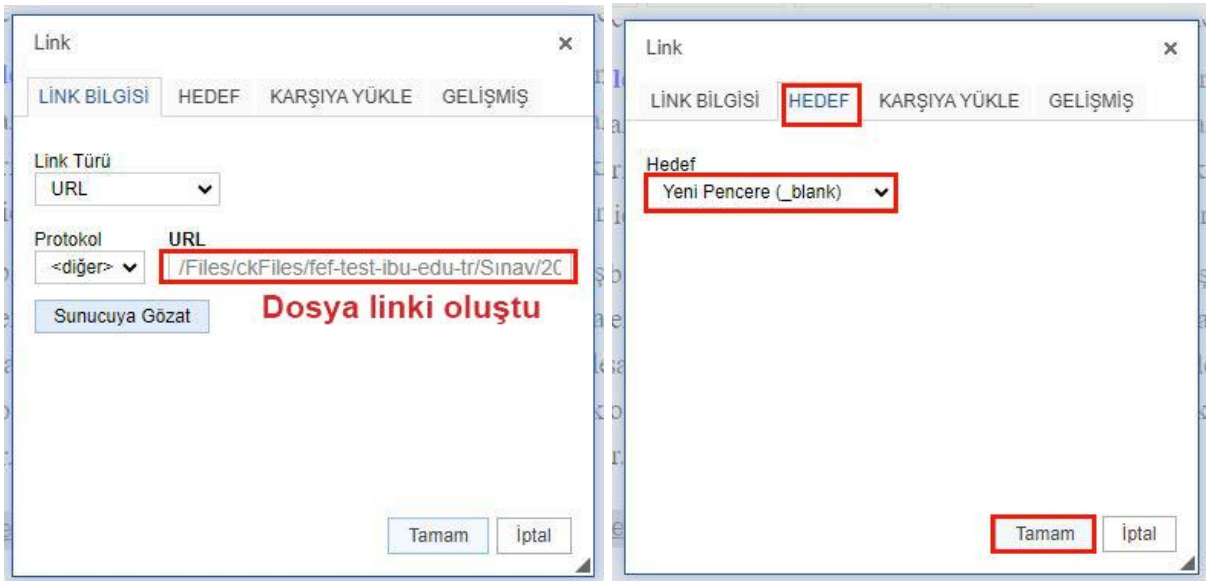 Link ×
LİNK BİLGİSİ HEDEF KARŞIYA YÜKLE GELİŞMİŞ
Link Türü
URL
Protokol URL
<diğer> /Files/ckFiles/fef-test-ibu-edu-tr/Sınav/20
Sunucuya Gözat Dosya linki oluştu
Tamam İptal
Link ×
LİNK BİLGİSİ HEDEF KARŞIYA YÜKLE GELİŞMİŞ
Hedef
Yeni Pencere (_blank)
Tamam İptal